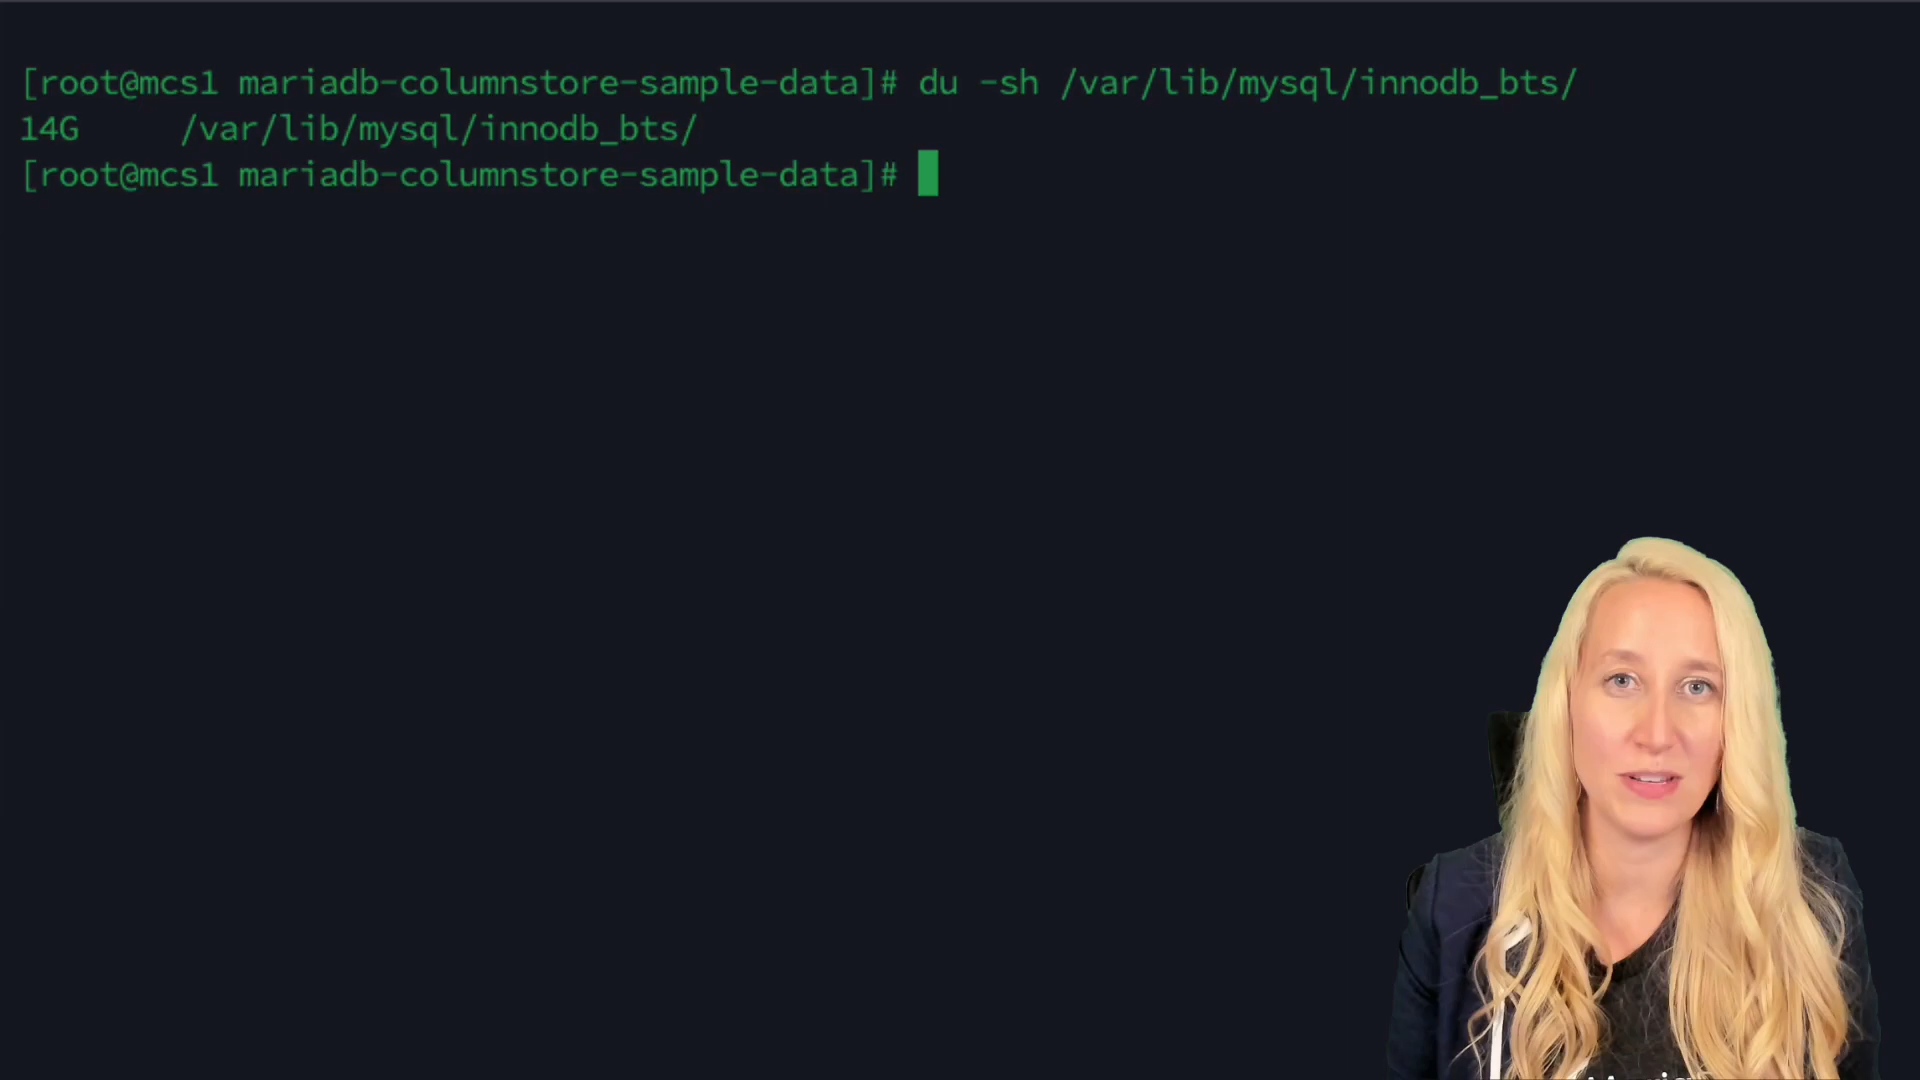 [root@mcs1 mariadb-columnstore-sample-data]# du -sh /var/lib/mysql/innodb_bts/
14G /var/lib/mysql/innodb_bts/
[root@mcs1 mariadb-columnstore-sample-data]#